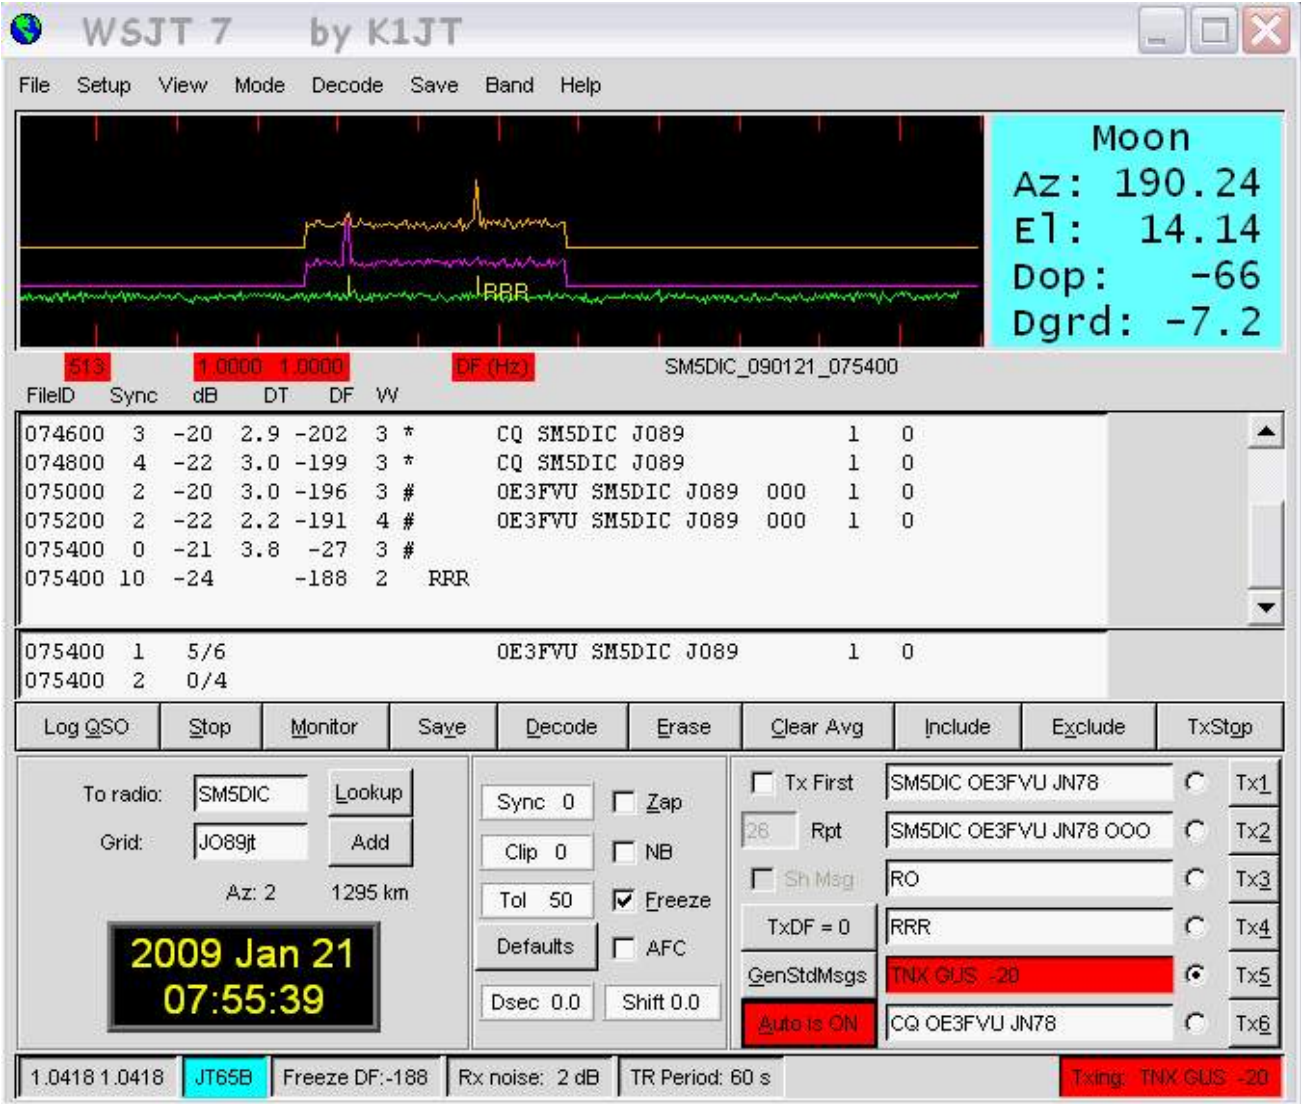 WSJT 7 by K1JT
File Setup View Mode Decode Save Band Help
Moon
Az: 190.24
El: 14.14
Dop: -66
Dgrd: -7.2
RRR
513 1.0000 1.0000 DF (Hz) SM5DIC_090121_075400
FileID Sync dB DT DF W
074600 3 -20 2.9 -202 3 * CQ SM5DIC JO89 1 0
074800 4 -22 3.0 -199 3 * CQ SM5DIC JO89 1 0
075000 2 -20 3.0 -196 3 # OE3FVU SM5DIC JO89 OOO 1 0
075200 2 -22 2.2 -191 4 # OE3FVU SM5DIC JO89 OOO 1 0
075400 0 -21 3.8 -27 3 #
075400 10 -24 -188 2 RRR
075400 1 5/6 OE3FVU SM5DIC JO89 1 0
075400 2 0/4
Log QSO Stop Monitor Save Decode Erase Clear Avg Include Exclude TxStop
To radio: SM5DIC Lookup
Grid: JO89jt Add
Az: 2 1295 km
2009 Jan 21
07:55:39
Sync 0 Zap
Clip 0 NB
Tol 50 Freeze
Defaults AFC
Dsec 0.0 Shift 0.0
Tx First SM5DIC OE3FVU JN78 Tx1
26 Rpt SM5DIC OE3FVU JN78 OOO Tx2
Sh Msg RO Tx3
TxDF = 0 RRR Tx4
GenStdMsgs TNX GUS -20 Tx5
Auto is ON CQ OE3FVU JN78 Tx6
1.0418 1.0418 JT65B Freeze DF:-188 Rx noise: 2 dB TR Period: 60 s Txing: TNX GUS -20